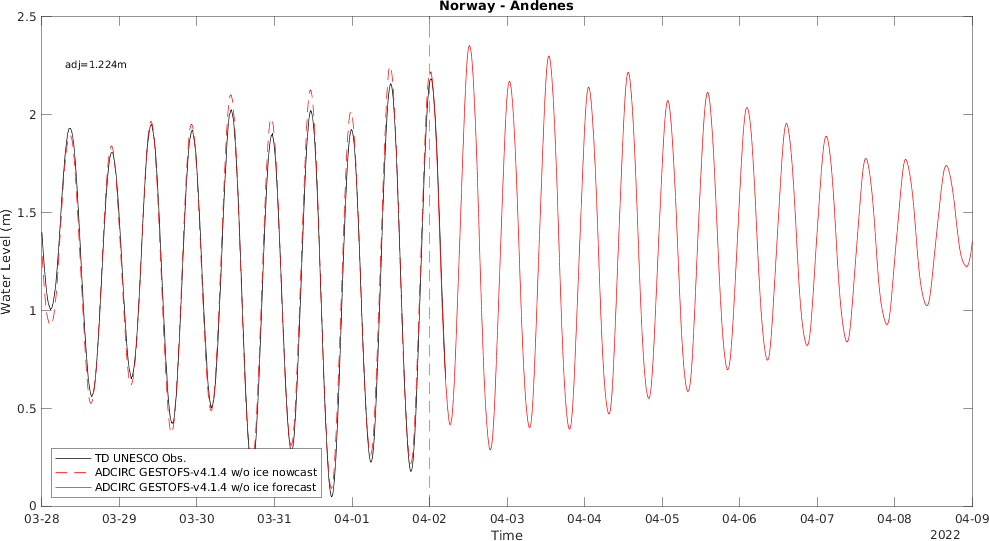 Norway - Andenes
2.5
adj=1.224m
2
1.5
Water Level (m)
1
0.5
TD UNESCO Obs.
ADCIRC GESTOFS-v4.1.4 w/o ice nowcast
ADCIRC GESTOFS-v4.1.4 w/o ice forecast
0
03-28 03-29 03-30 03-31 04-01 04-02 04-03 04-04 04-05 04-06 04-07 04-08 04-09
Time
2022